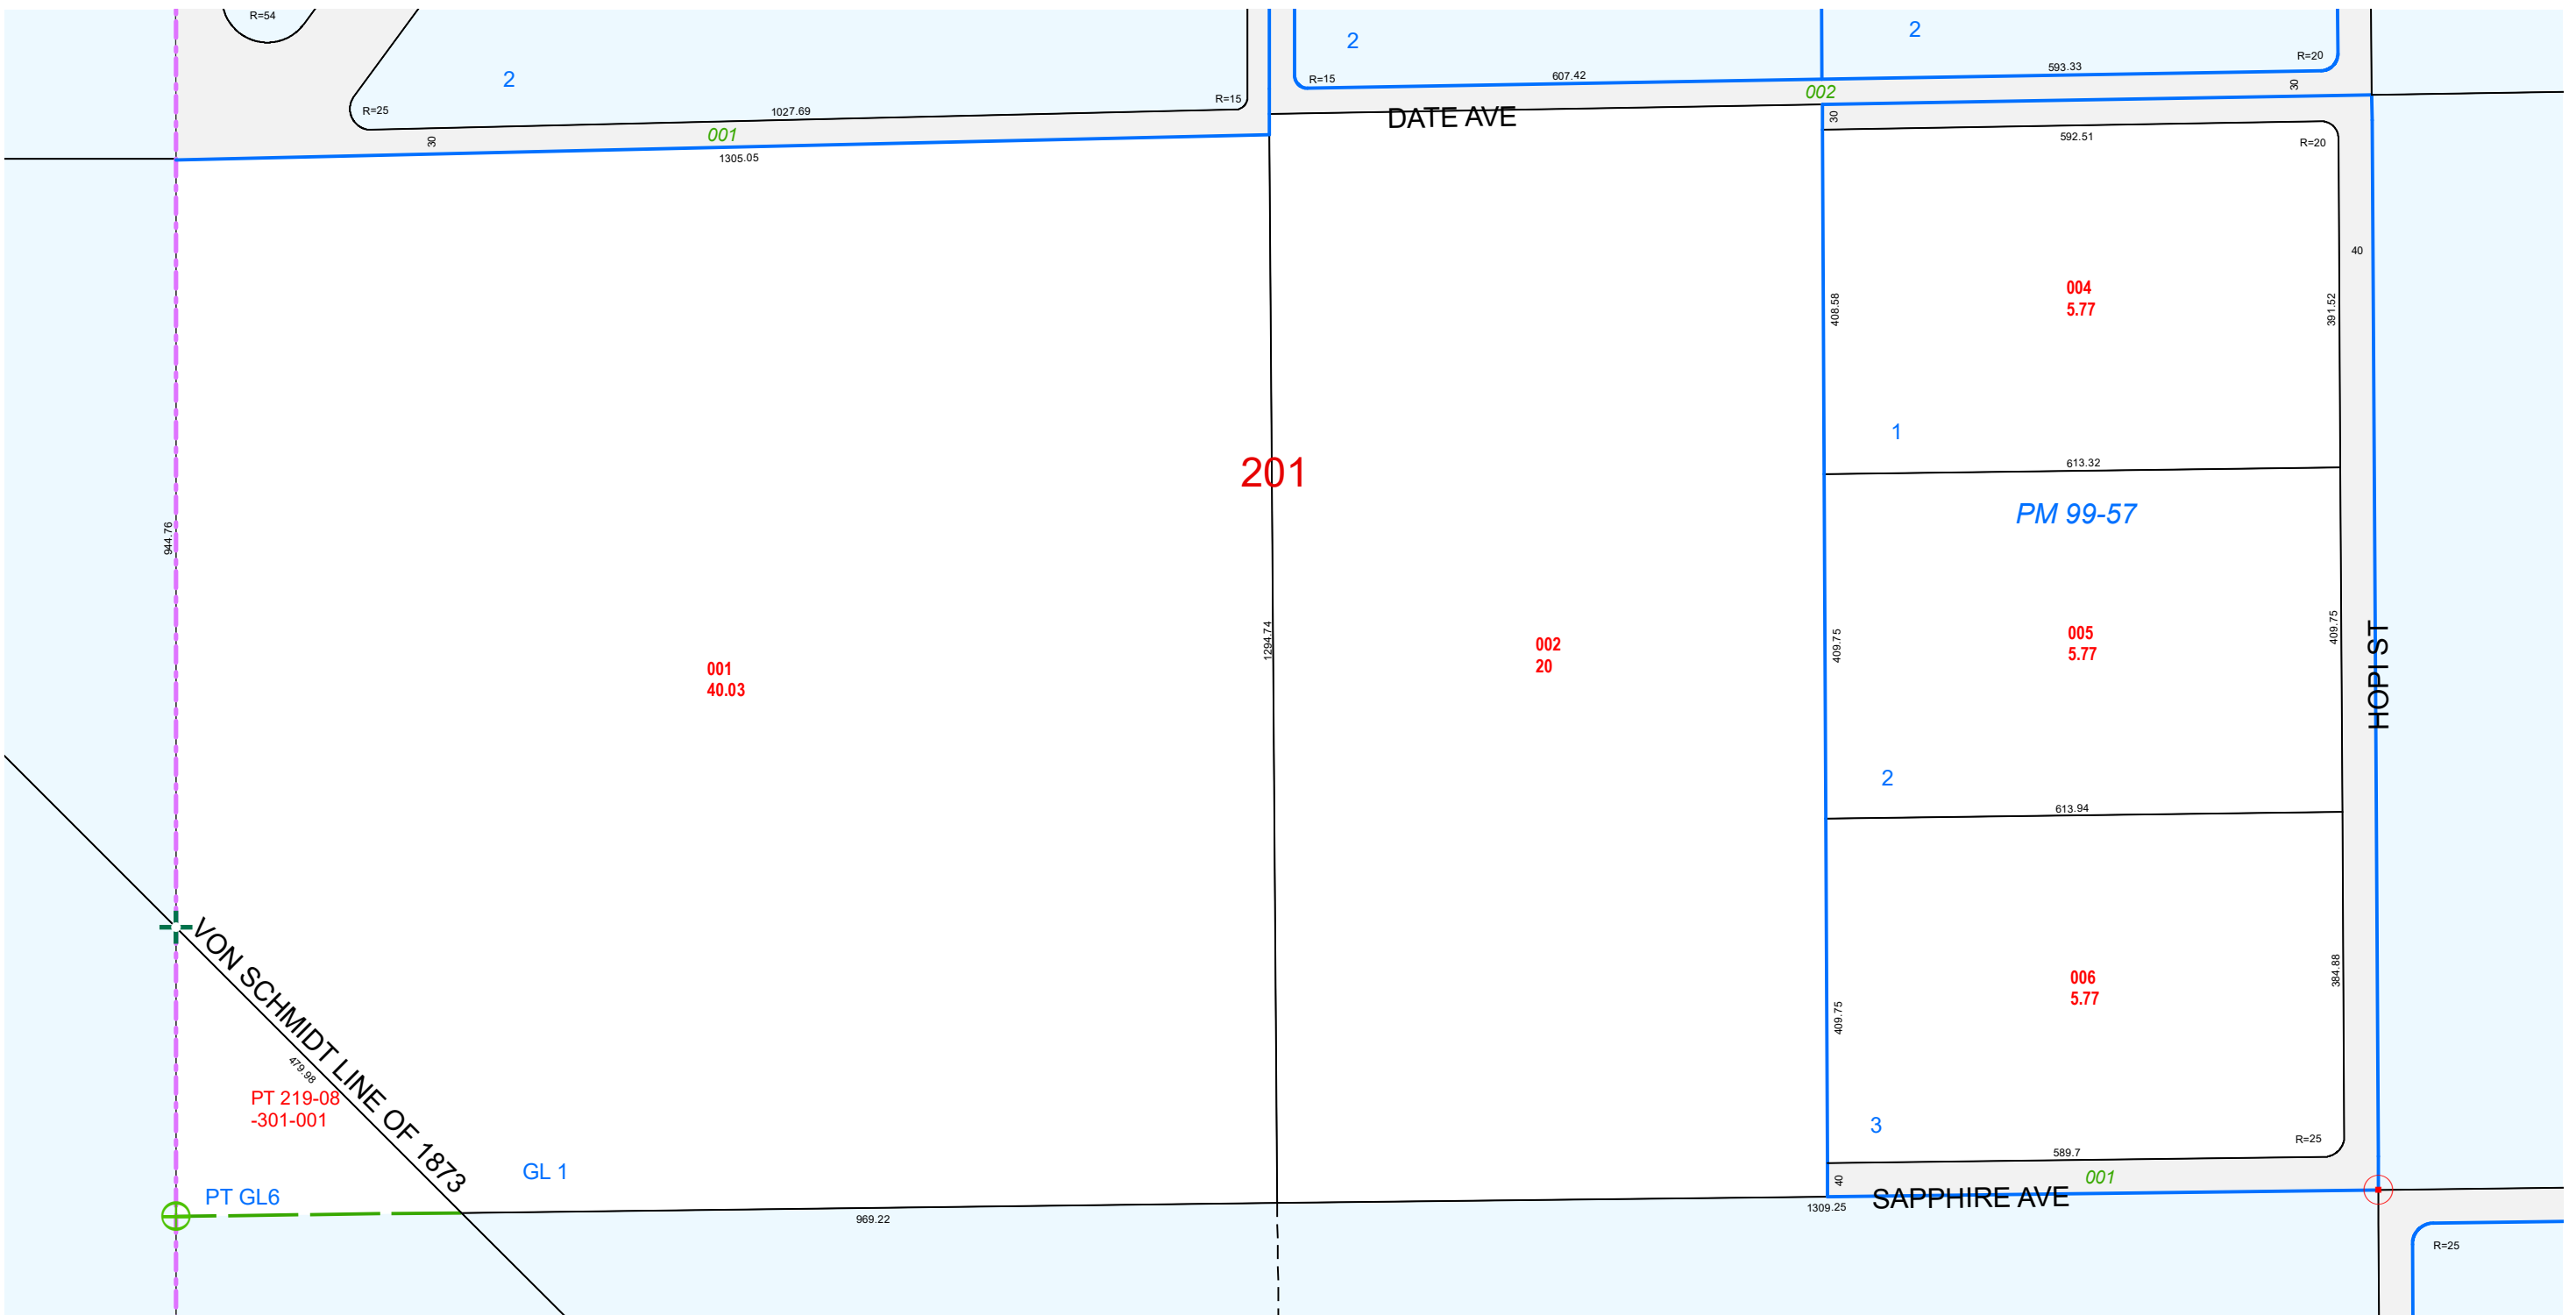 R=54
2
2
2
R=20
593.33
607.42
R=15
30
002
R=15
1027.69
R=25
DATE AVE
30
001
30
592.51
R=20
1305.05
40
004
5.77
408.58
391.52
1
613.32
201
PM 99-57
944.76
1294.74
001
40.03
002
20
409.75
005
5.77
409.75
HOPI ST
2
613.94
VON SCHMIDT LINE OF 1873
479.98
PT 219-08
-301-001
006
5.77
384.88
409.75
3
R=25
589.7
GL 1
40
001
PT GL6
SAPPHIRE AVE
969.22
1309.25
R=25